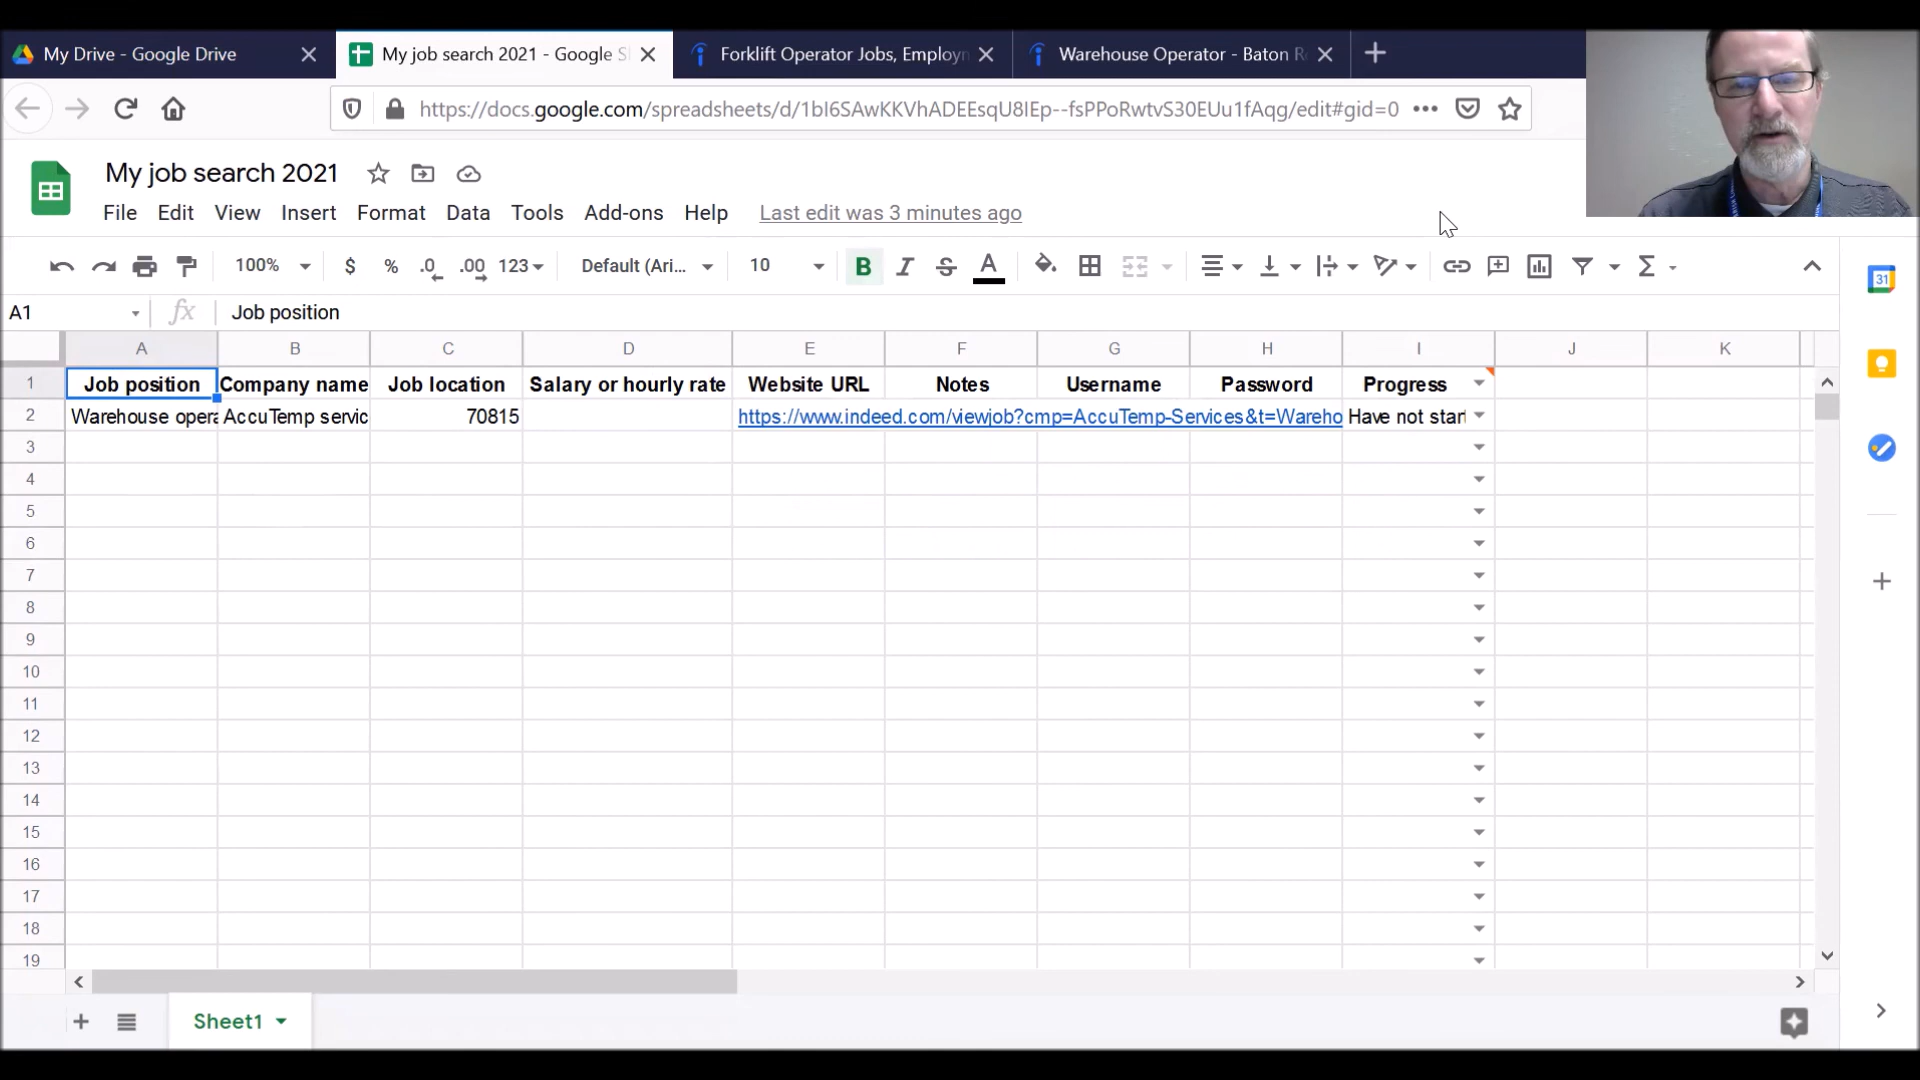 My Drive - Google Drive
My job search 2021 - Google S
Forklift Operator Jobs, Employn
Warehouse Operator - Baton R
https://docs.google.com/spreadsheets/d/1bI6SAwKKVhADEEsqU8IEp--fsPPoRwtvS30EUu1fAqg/edit#gid=0
My job search 2021
File Edit View Insert Format Data Tools Add-ons Help Last edit was 3 minutes ago
100% $ % .0 .00 123 Default (Ari... 10 B I S A
31
A1 fx Job position
A B C D E F G H I J K
1 Job position Company name Job location Salary or hourly rate Website URL Notes Username Password Progress
2 Warehouse opera AccuTemp servic 70815 https://www.indeed.com/viewjob?cmp=AccuTemp-Services&t=Wareho Have not start
3
4
5
6
7
8
9
10
11
12
13
14
15
16
17
18
19
Sheet1